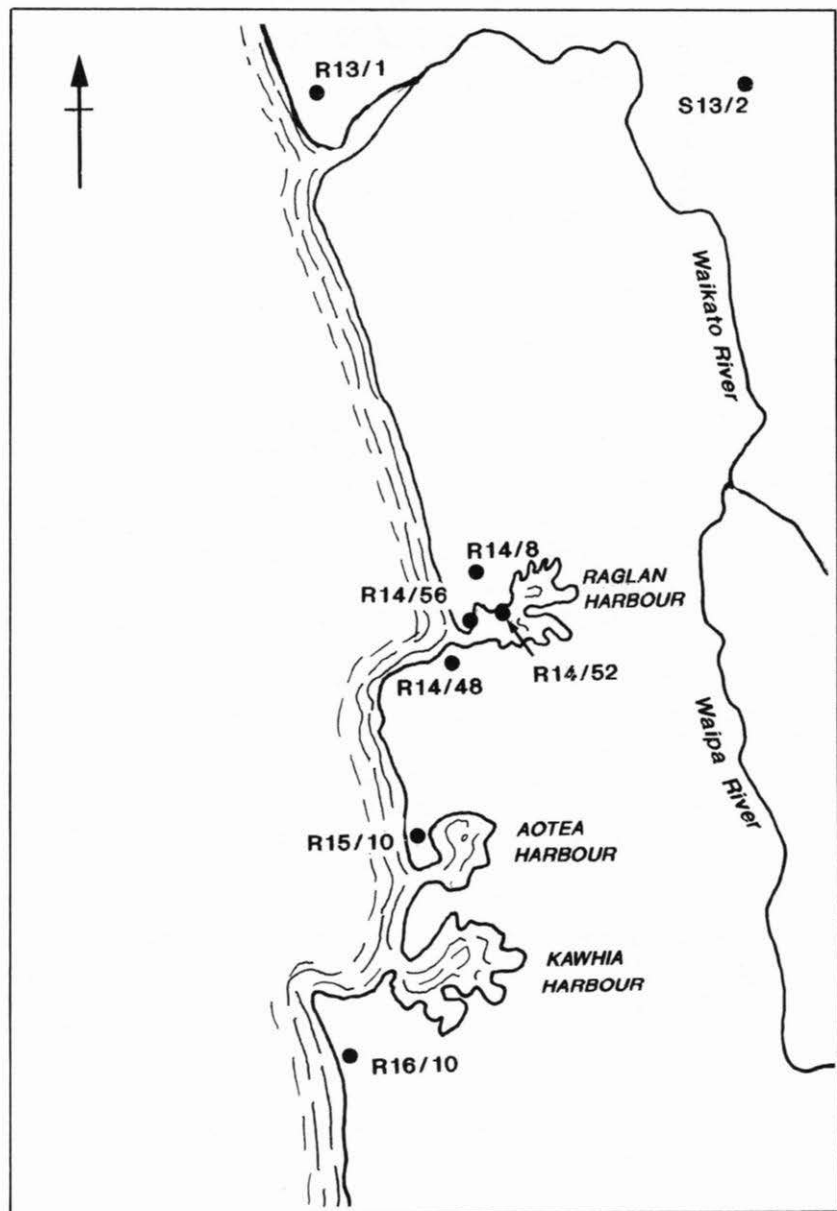 R13/1
S13/2
Waikato River
R14/8
RAGLAN
HARBOUR
R14/56
R14/52
R14/48
Waipa River
R15/10
AOTEA
HARBOUR
KAWHIA
HARBOUR
R16/10